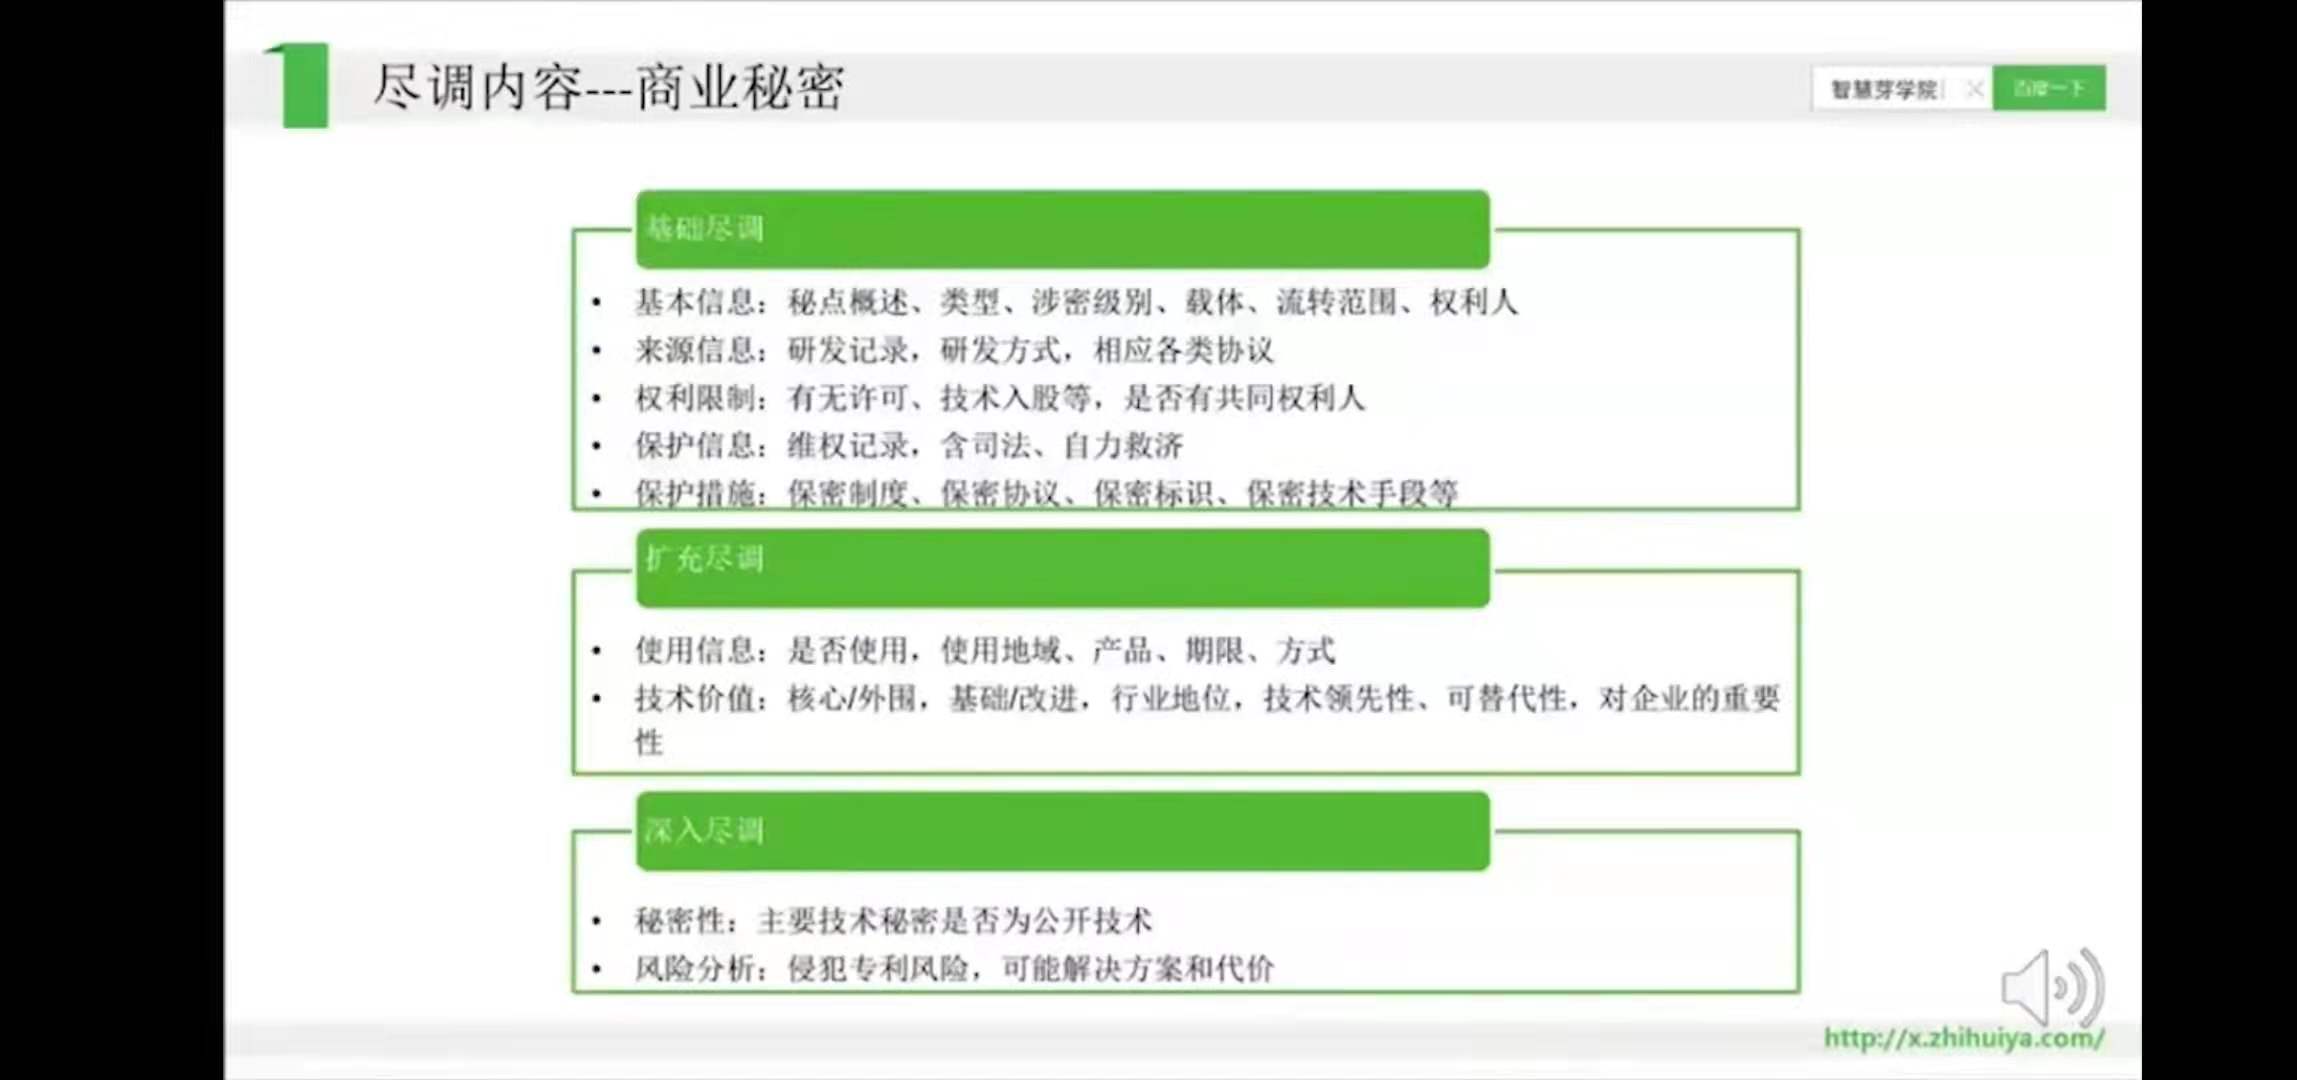 尽调内容---商业秘密
智慧芽学院
百度一下
基础尽调
• 基本信息：秘点概述、类型、涉密级别、载体、流转范围、权利人
• 来源信息：研发记录，研发方式，相应各类协议
• 权利限制：有无许可、技术入股等，是否有共同权利人
• 保护信息：维权记录，含司法、自力救济
• 保护措施：保密制度、保密协议、保密标识、保密技术手段等
扩充尽调
• 使用信息：是否使用，使用地域、产品、期限、方式
• 技术价值：核心/外围，基础/改进，行业地位，技术领先性、可替代性，对企业的重要
性
深入尽调
• 秘密性：主要技术秘密是否为公开技术
• 风险分析：侵犯专利风险，可能解决方案和代价
http://x.zhihuiya.com/